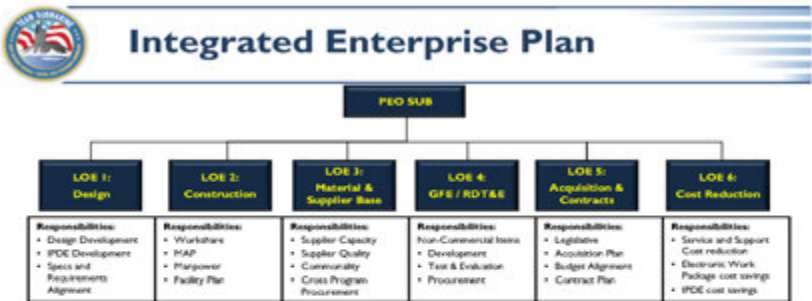 TEAM SUBMARINE
Integrated Enterprise Plan
PEO SUB
LOE 1:
Design
LOE 2:
Construction
LOE 3:
Material &
Supplier Base
LOE 4:
GFE / RDT&E
LOE 5:
Acquisition &
Contracts
LOE 6:
Cost Reduction
Responsibilities:
• Design Development
• IPDE Development
• Specs and
Requirements
Alignment
Responsibilities:
• Workshare
• MAP
• Manpower
• Facility Plan
Responsibilities:
• Supplier Capacity
• Supplier Quality
• Commonality
• Cross Program
Procurement
Responsibilities:
Non-Commercial Items
• Development
• Test & Evaluation
• Procurement
Responsibilities:
• Legislative
• Acquisition Plan
• Budget Alignment
• Contract Plan
Responsibilities:
• Service and Support
Cost reduction
• Electronic Work
Package cost savings
• IPDE cost savings